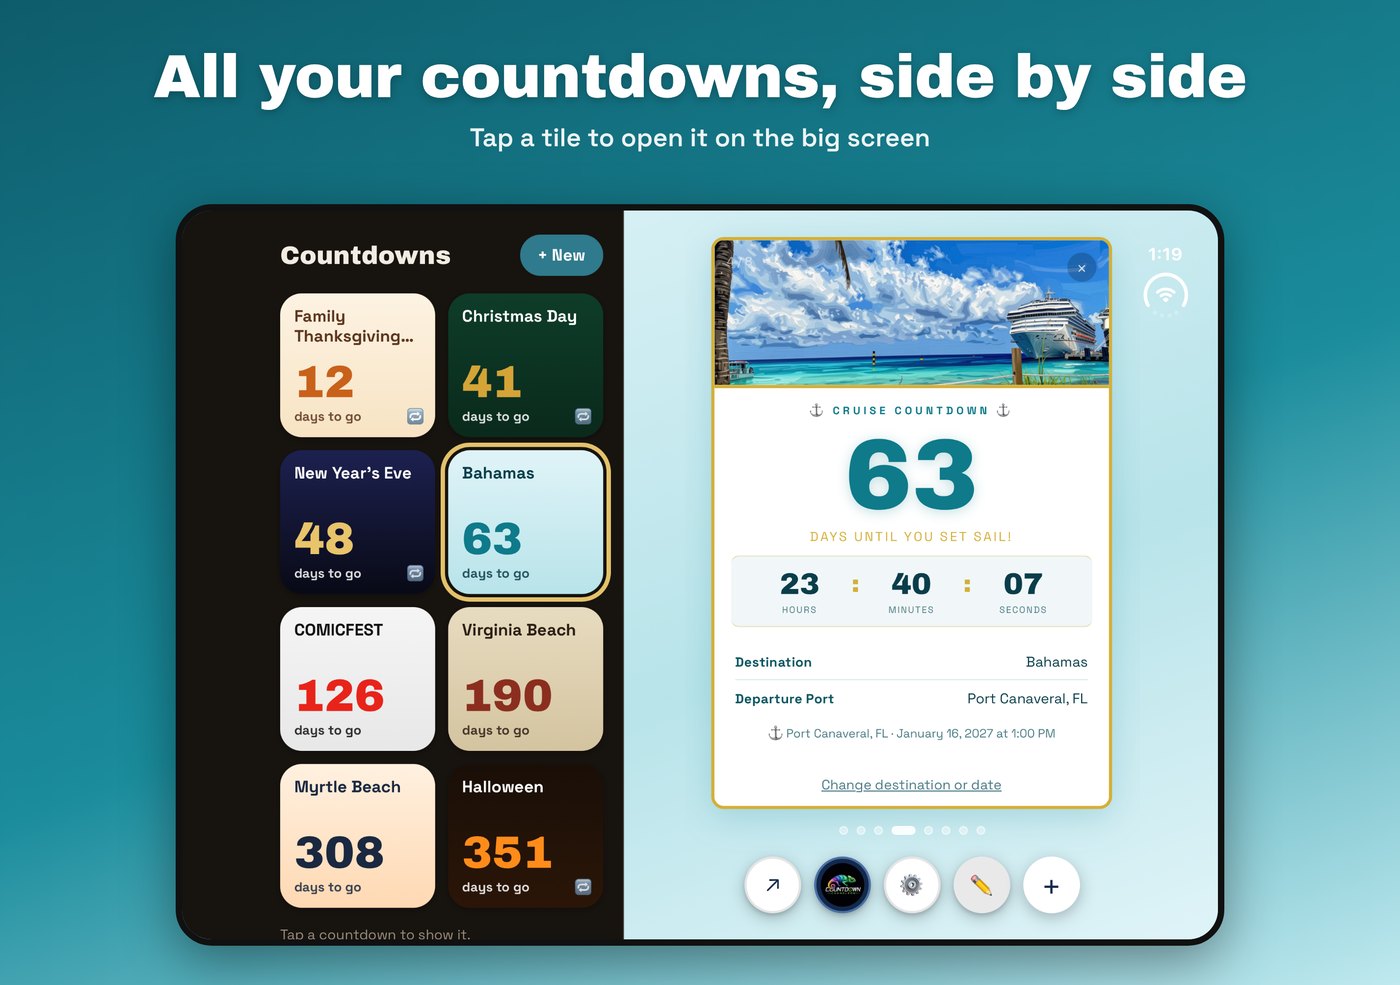 All your countdowns, side by side
Tap a tile to open it on the big screen
Countdowns
+ New
Family
Thanksgiving...
12
days to go
Christmas Day
41
days to go
New Year's Eve
48
days to go
Bahamas
63
days to go
COMICFEST
126
days to go
Virginia Beach
190
days to go
Myrtle Beach
308
days to go
Halloween
351
days to go
Tap a countdown to show it.
1:19
CRUISE COUNTDOWN
63
DAYS UNTIL YOU SET SAIL!
23 : 40 : 07
HOURS MINUTES SECONDS
Destination Bahamas
Departure Port Port Canaveral, FL
Port Canaveral, FL · January 16, 2027 at 1:00 PM
Change destination or date
COUNTDOWN